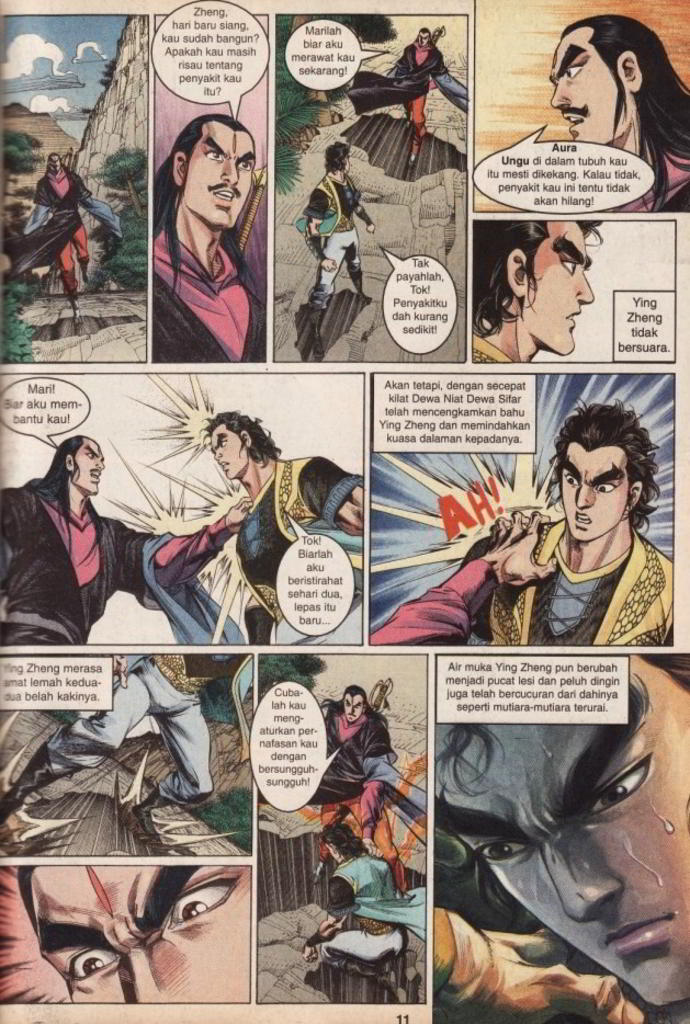 Zheng,
hari baru siang,
kau sudah bangun?
Apakah kau masih
risau tentang
penyakit kau
itu?
Marilah
biar aku
merawat kau
sekarang!
Tak
payahlah,
Tok!
Penyakitku
dah kurang
sedikit!
Aura
Ungu di dalam tubuh kau
itu mesti dikekang. Kalau tidak,
penyakit kau ini tentu tidak
akan hilang!
Ying
Zheng
tidak
bersuara.
Mari!
Biar aku mem-
bantu kau!
Tok!
Biarlah
aku
beristirahat
sehari dua,
lepas itu
baru...
Akan tetapi, dengan secepat
kilat Dewa Niat Dewa Sifar
telah mencengkamkan bahu
Ying Zheng dan memindahkan
kuasa dalaman kepadanya.
AH!
Ying Zheng merasa
amat lemah kedua-
dua belah kakinya.
Cuba-
lah kau
meng-
aturkan per-
nafasan kau
dengan
bersungguh-
sungguh!
Air muka Ying Zheng pun berubah
menjadi pucat lesi dan peluh dingin
juga telah bercucuran dari dahinya
seperti mutiara-mutiara terurai.
11